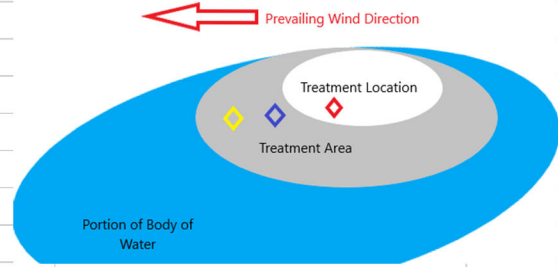 Prevailing Wind Direction
Treatment Location
Treatment Area
Portion of Body of
Water